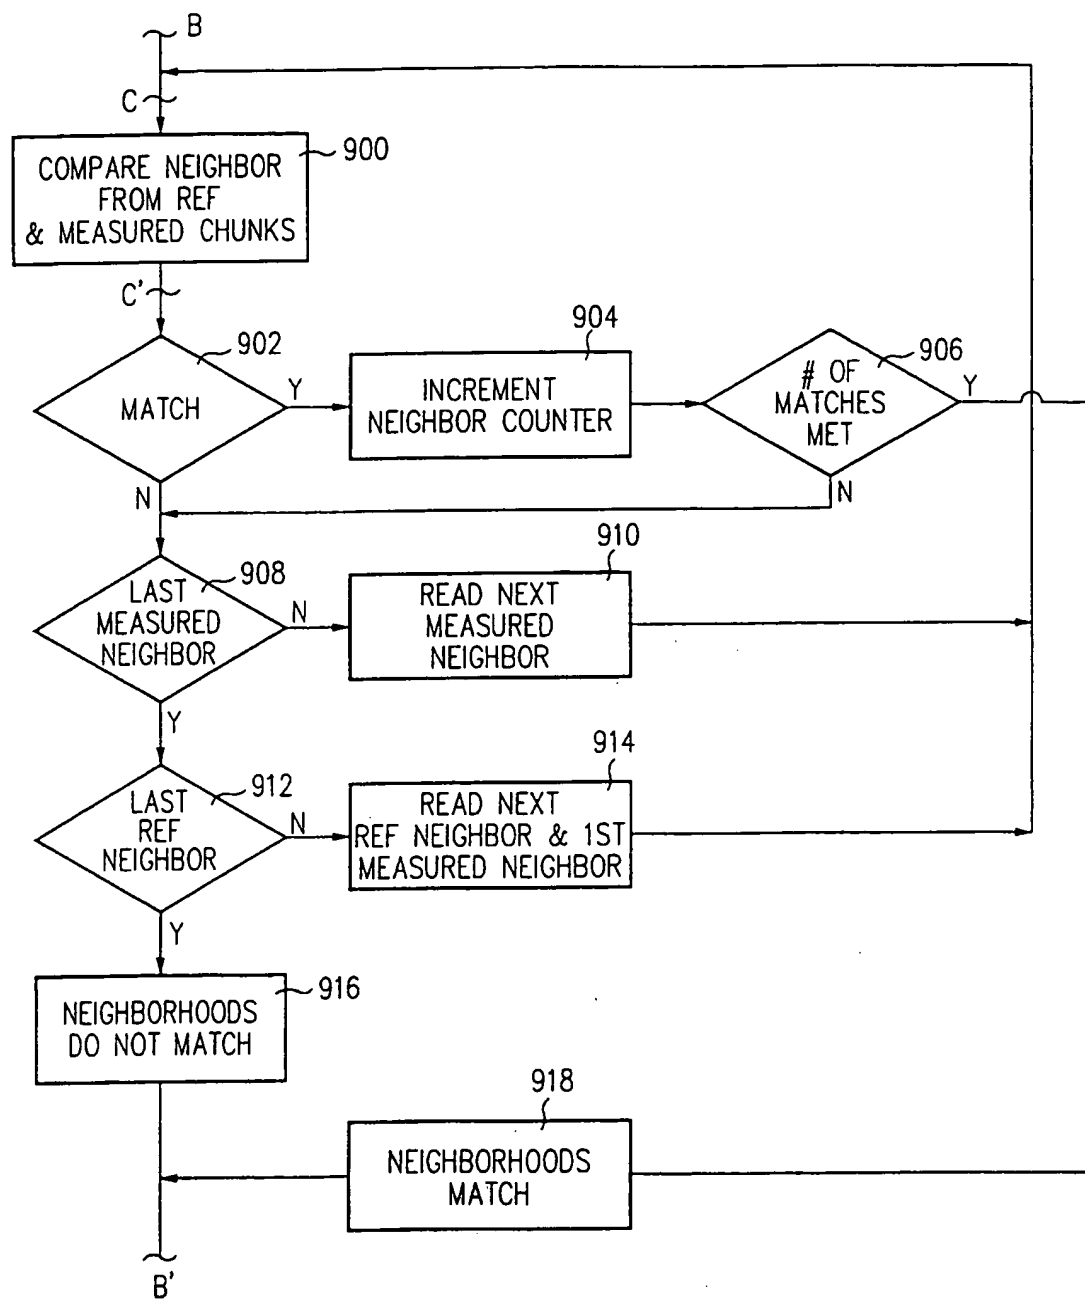 B
C
900
COMPARE NEIGHBOR
FROM REF
& MEASURED CHUNKS
C'
902
MATCH
Y
N
904
INCREMENT
NEIGHBOR COUNTER
906
# OF
MATCHES
MET
Y
N
908
LAST
MEASURED
NEIGHBOR
N
Y
910
READ NEXT
MEASURED
NEIGHBOR
912
LAST
REF
NEIGHBOR
N
Y
914
READ NEXT
REF NEIGHBOR & 1ST
MEASURED NEIGHBOR
916
NEIGHBORHOODS
DO NOT MATCH
918
NEIGHBORHOODS
MATCH
B'